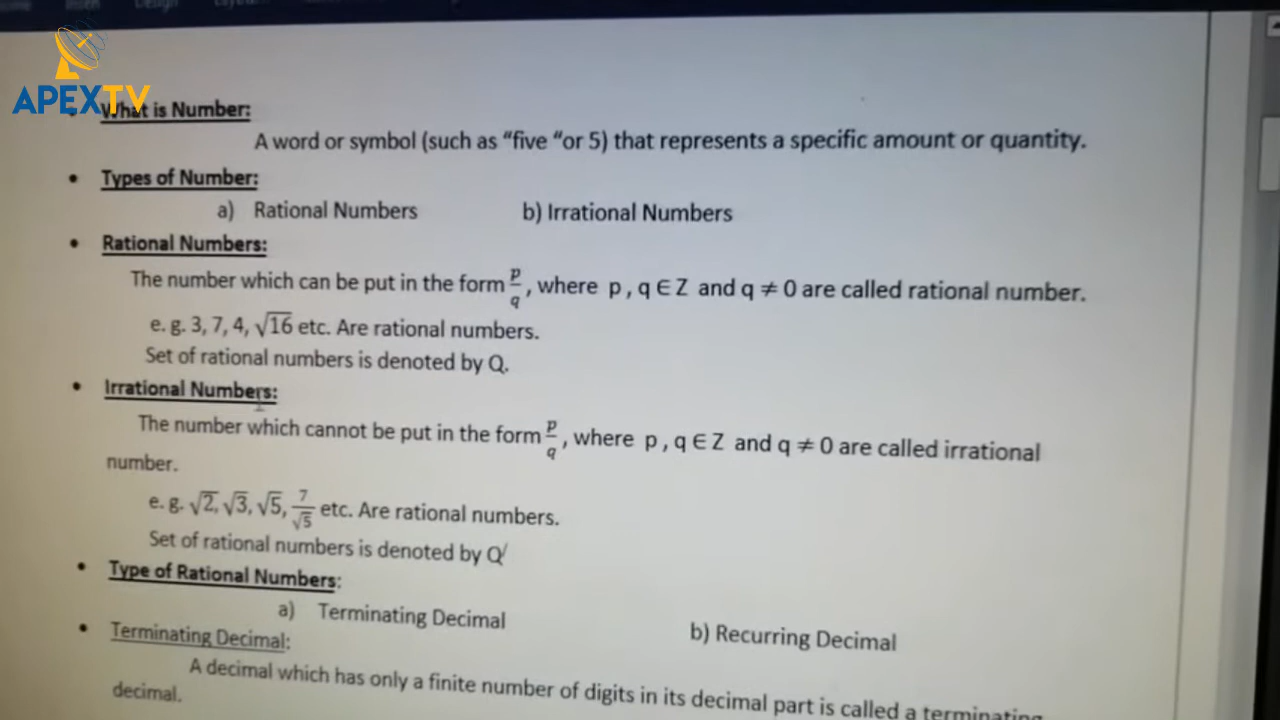 APEXTV
What is Number:
A word or symbol (such as “five “or 5) that represents a specific amount or quantity.
• Types of Number:
a) Rational Numbers b) Irrational Numbers
• Rational Numbers:
The number which can be put in the form p/q, where p, q ∈ Z and q ≠ 0 are called rational number.
e. g. 3, 7, 4, √16 etc. Are rational numbers.
Set of rational numbers is denoted by Q.
• Irrational Numbers:
The number which cannot be put in the form p/q, where p, q ∈ Z and q ≠ 0 are called irrational
number.
e. g. √2, √3, √5, 7/√5 etc. Are rational numbers.
Set of rational numbers is denoted by Q/
• Type of Rational Numbers:
a) Terminating Decimal b) Recurring Decimal
• Terminating Decimal:
A decimal which has only a finite number of digits in its decimal part is called a terminating
decimal.